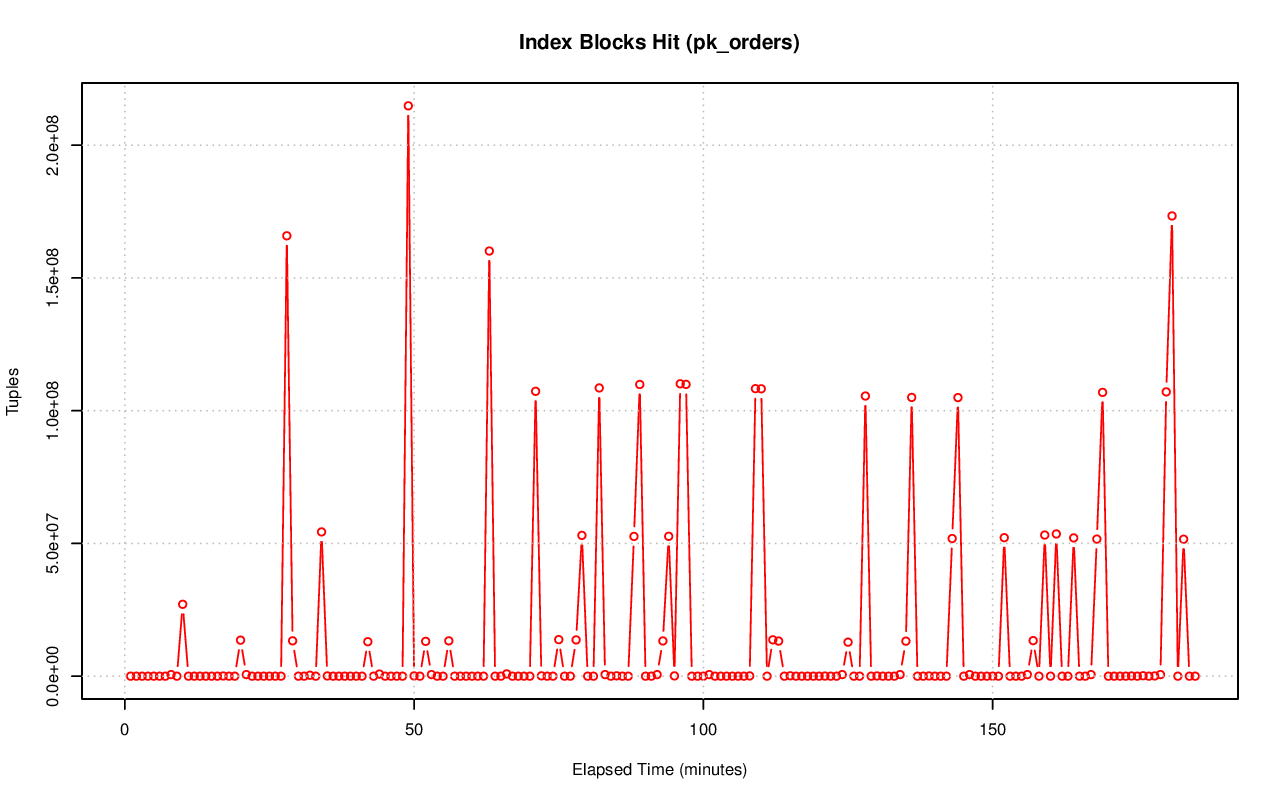 Index Blocks Hit (pk_orders)
Tuples
2.0e+08
1.5e+08
1.0e+08
5.0e+07
0.0e+00
0 50 100 150
Elapsed Time (minutes)